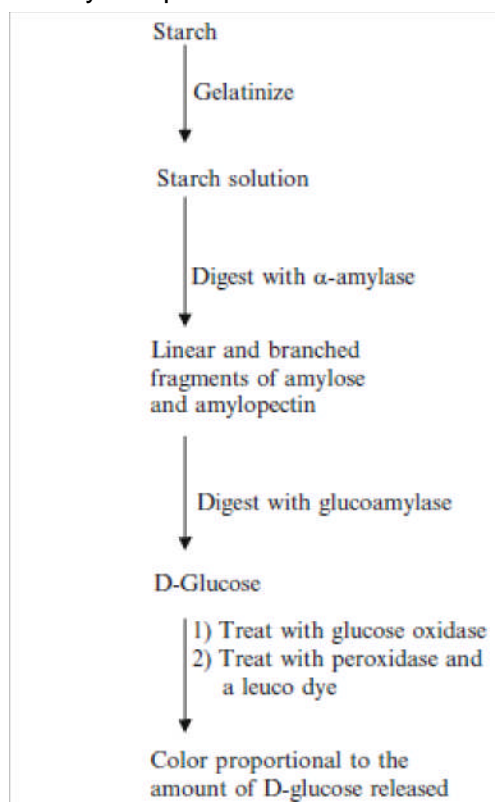 Starch
Gelatinize
Starch solution
Digest with α-amylase
Linear and branched
fragments of amylose
and amylopectin
Digest with glucoamylase
D-Glucose
1) Treat with glucose oxidase
2) Treat with peroxidase and
a leuco dye
Color proportional to the
amount of D-glucose released